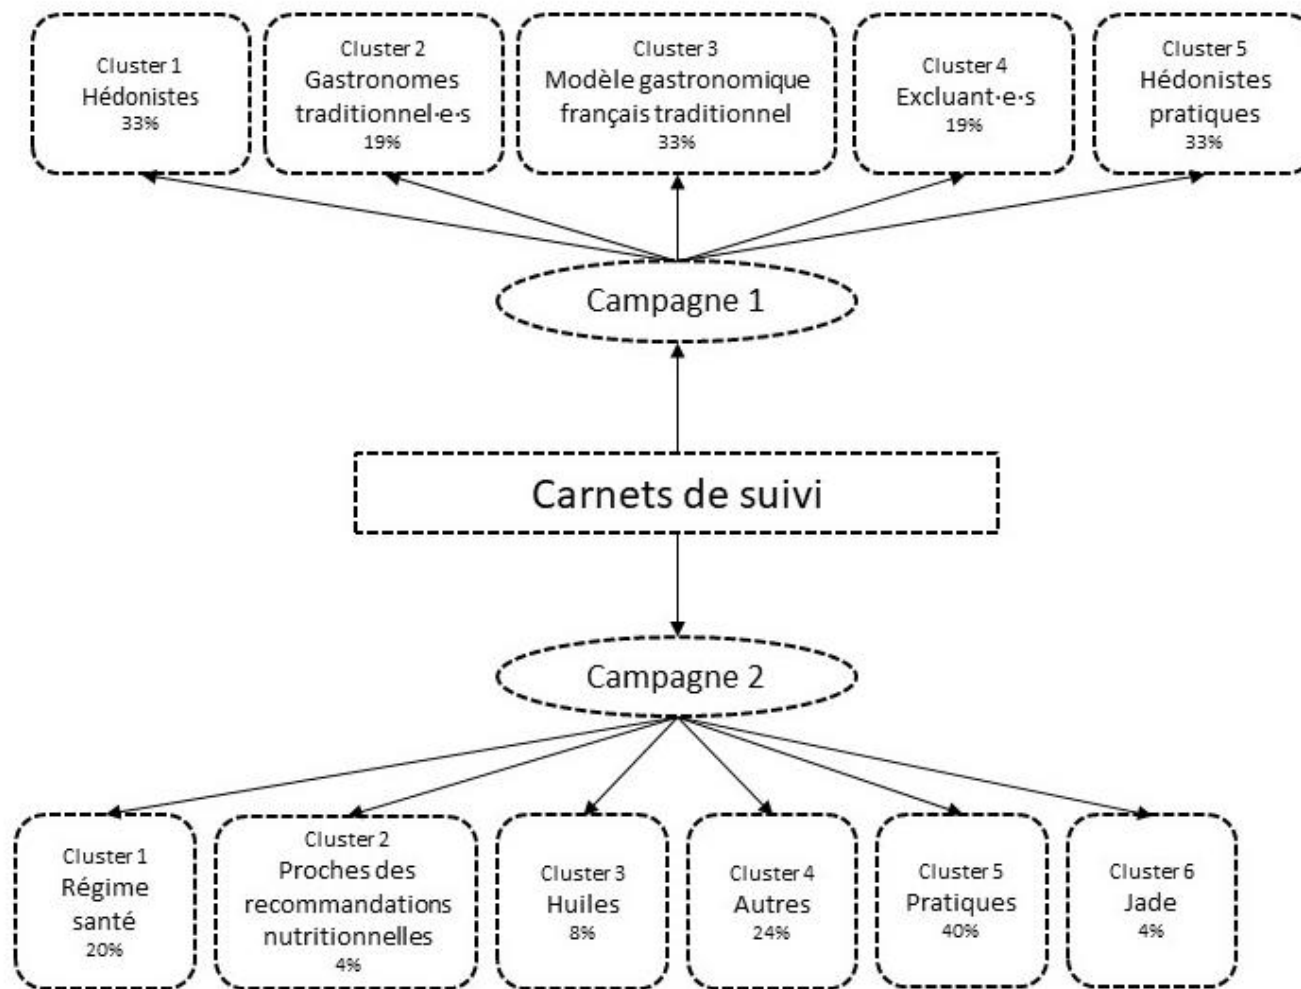 Cluster 1
Hédonistes
33%
Cluster 2
Gastronomes
traditionnel·e·s
19%
Cluster 3
Modèle gastronomique
français traditionnel
33%
Cluster 4
Excluant·e·s
19%
Cluster 5
Hédonistes
pratiques
33%
Campagne 1
Carnets de suivi
Campagne 2
Cluster 1
Régime
santé
20%
Cluster 2
Proches des
recommandations
nutritionnelles
4%
Cluster 3
Huiles
8%
Cluster 4
Autres
24%
Cluster 5
Pratiques
40%
Cluster 6
Jade
4%